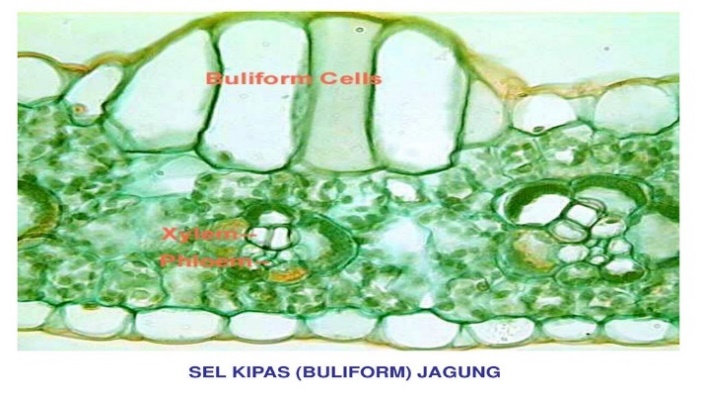 Buliform Cells
Xylem
Phloem
SEL KIPAS (BULIFORM) JAGUNG